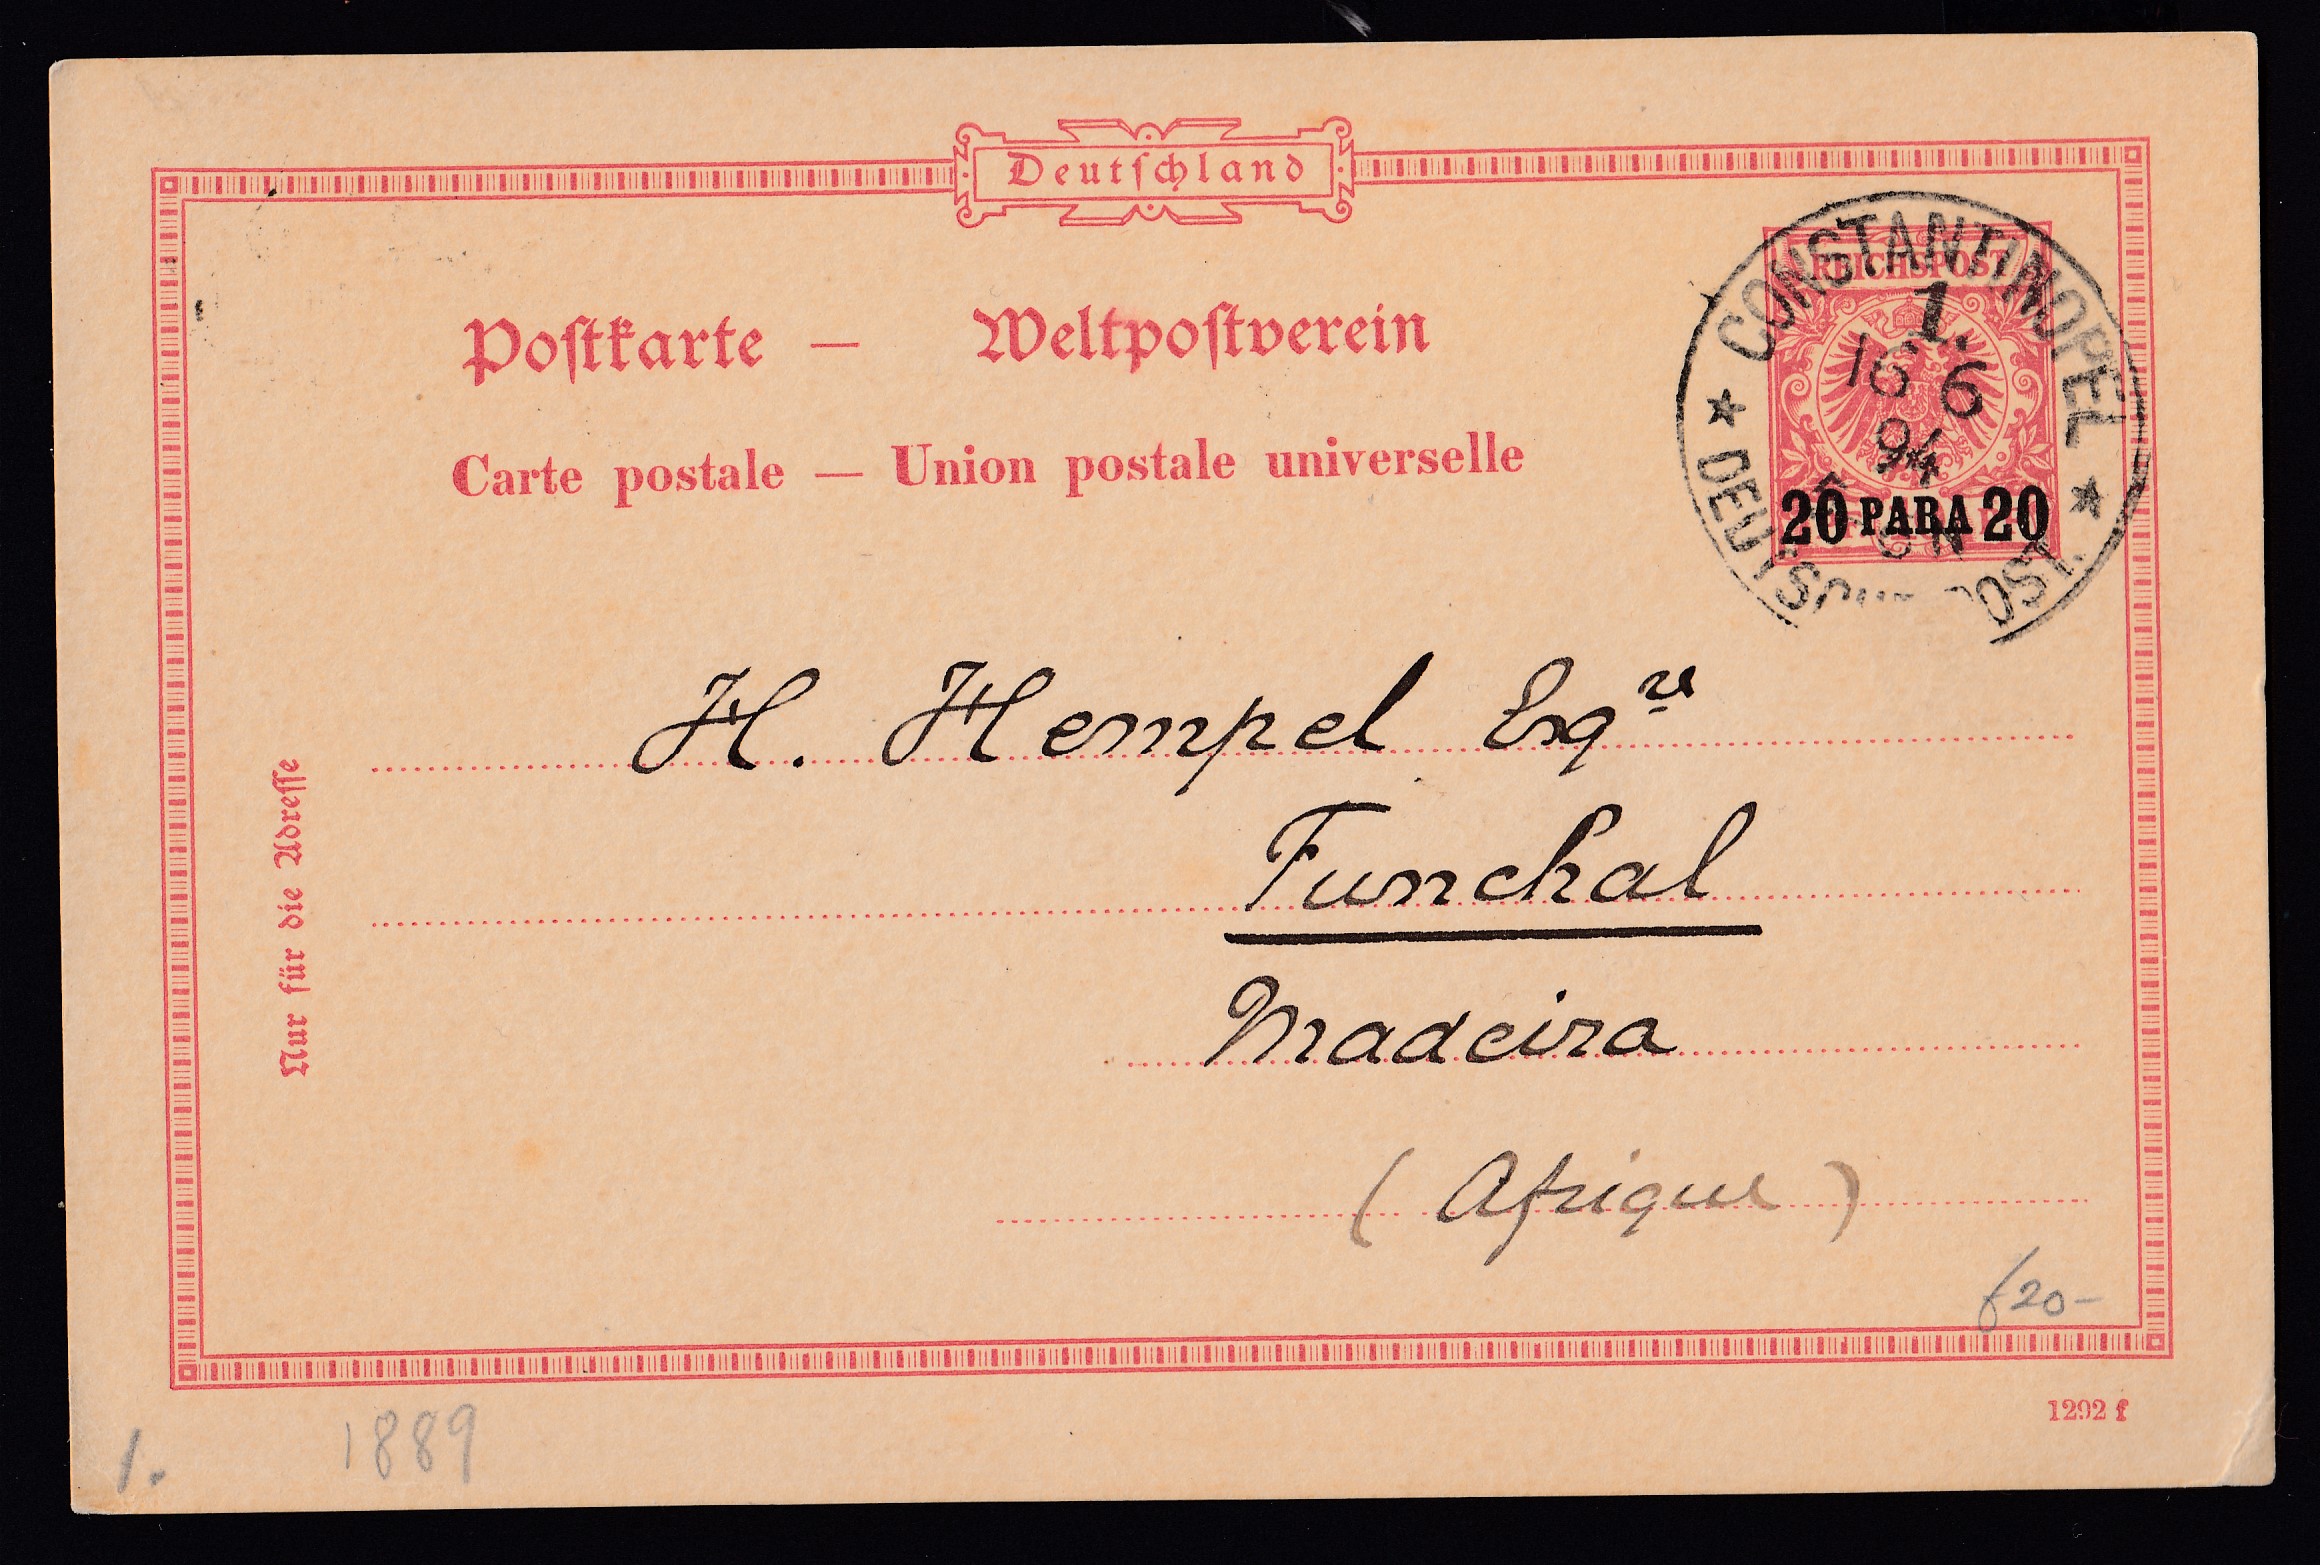 Deutſchland
Poſtkarte — Weltpoſtverein
Carte postale — Union postale universelle
REICHSPOST
20 PARA 20
CONSTANTINOPEL
1.
16 6
94
DEUTSCHE POST.
H. Hempel Esqre
Funchal
Madeira
(Afrique)
Nur für die Adreſſe
f20-
1292 f
1.
1889